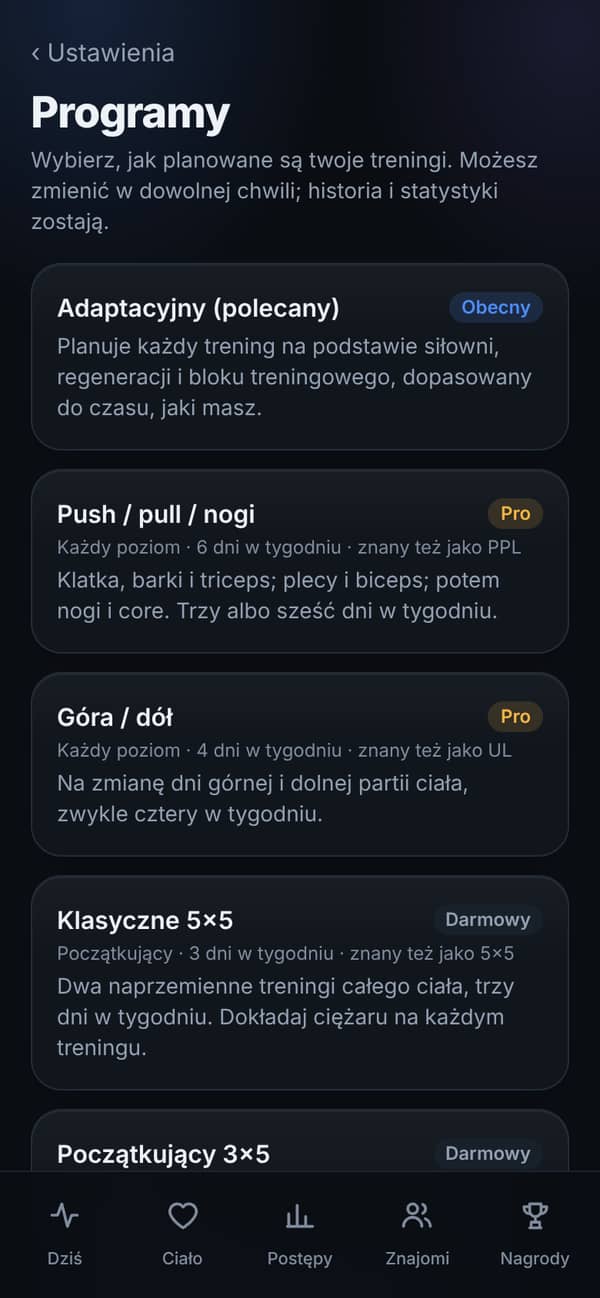 ‹ Ustawienia
Programy
Wybierz, jak planowane są twoje treningi. Możesz
zmienić w dowolnej chwili; historia i statystyki
zostają.
Adaptacyjny (polecany)
Obecny
Planuje każdy trening na podstawie siłowni,
regeneracji i bloku treningowego, dopasowany
do czasu, jaki masz.
Push / pull / nogi
Pro
Każdy poziom · 6 dni w tygodniu · znany też jako PPL
Klatka, barki i triceps; plecy i biceps; potem
nogi i core. Trzy albo sześć dni w tygodniu.
Góra / dół
Pro
Każdy poziom · 4 dni w tygodniu · znany też jako UL
Na zmianę dni górnej i dolnej partii ciała,
zwykle cztery w tygodniu.
Klasyczne 5×5
Darmowy
Początkujący · 3 dni w tygodniu · znany też jako 5×5
Dwa naprzemienne treningi całego ciała, trzy
dni w tygodniu. Dokładaj ciężaru na każdym
treningu.
Początkujący 3×5
Darmowy
Dziś
Ciało
Postępy
Znajomi
Nagrody